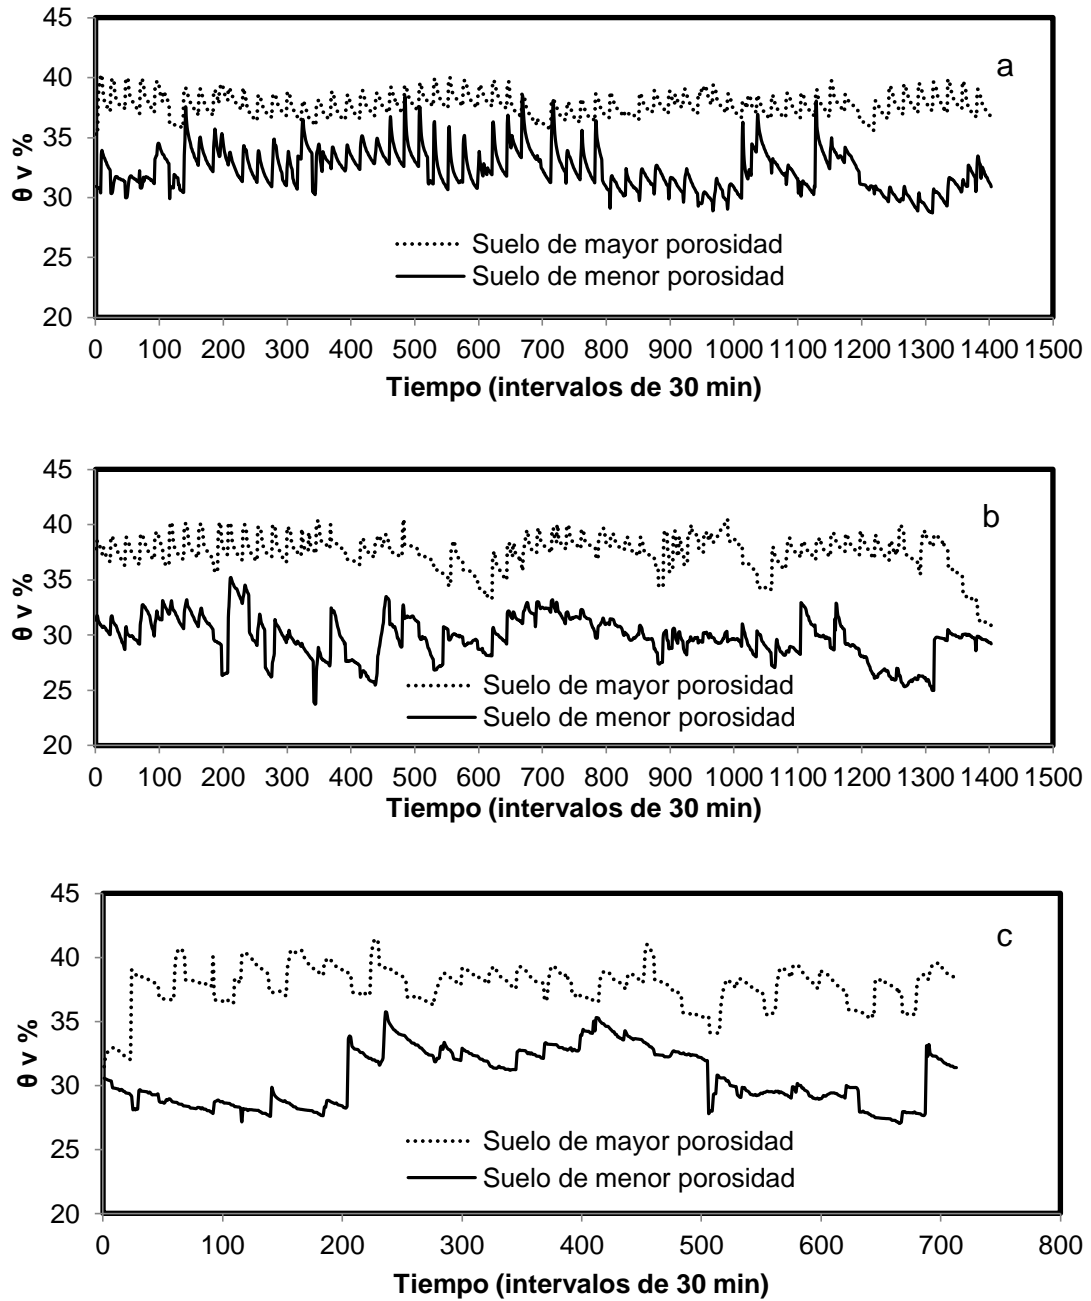 45
40
35
30
25
20
θ v %
a
Suelo de mayor porosidad
Suelo de menor porosidad
0 100 200 300 400 500 600 700 800 900 1000 1100 1200 1300 1400 1500
Tiempo (intervalos de 30 min)
45
40
35
30
25
20
θ v %
b
Suelo de mayor porosidad
Suelo de menor porosidad
0 100 200 300 400 500 600 700 800 900 1000 1100 1200 1300 1400 1500
Tiempo (intervalos de 30 min)
45
40
35
30
25
20
θ v %
c
Suelo de mayor porosidad
Suelo de menor porosidad
0 100 200 300 400 500 600 700 800
Tiempo (intervalos de 30 min)